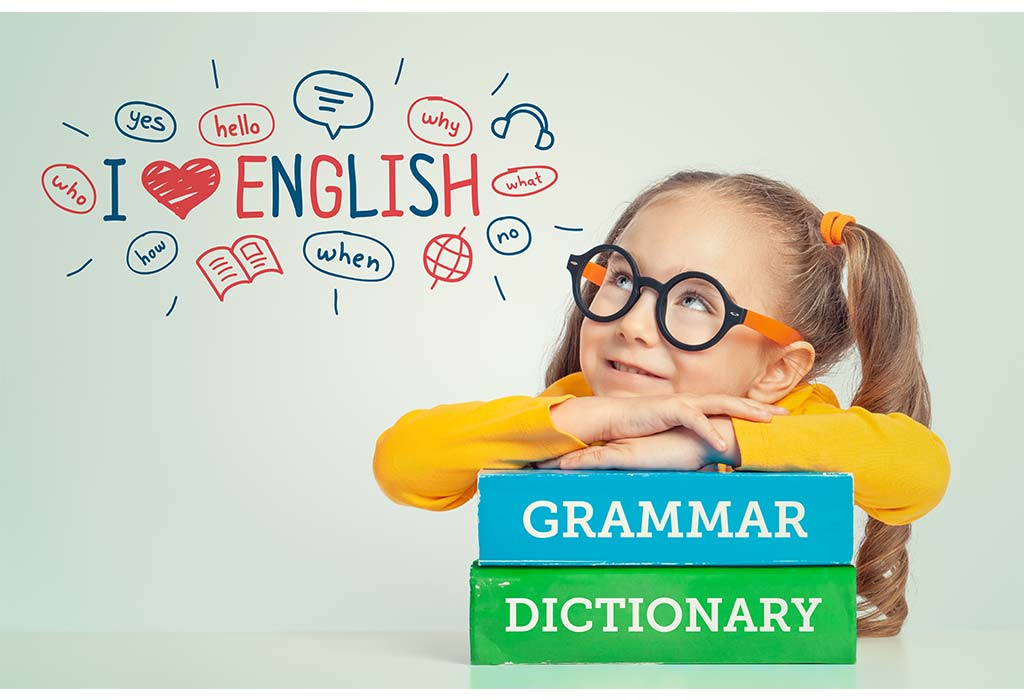 yes hello why
who I ENGLISH what
how when no
GRAMMAR
DICTIONARY